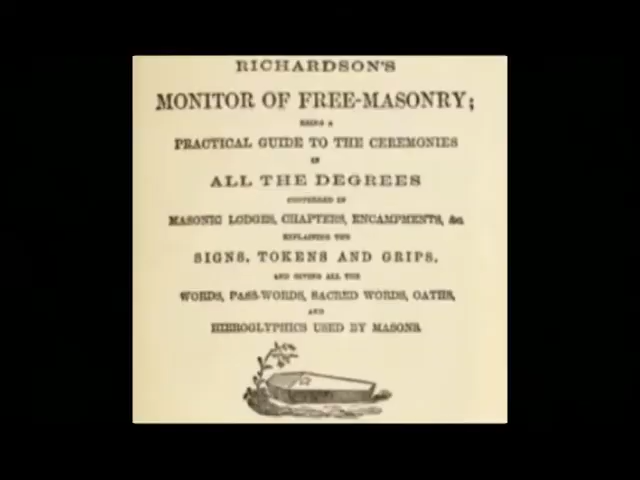 RICHARDSON'S
MONITOR OF FREE-MASONRY;
BEING A
PRACTICAL GUIDE TO THE CEREMONIES
IN
ALL THE DEGREES
CONFERRED IN
MASONIC LODGES, CHAPTERS, ENCAMPMENTS, &c.
EXPLAINING THE
SIGNS, TOKENS AND GRIPS,
AND GIVING ALL THE
WORDS, PASS-WORDS, SACRED WORDS, OATHS,
AND
HIEROGLYPHICS USED BY MASONS.